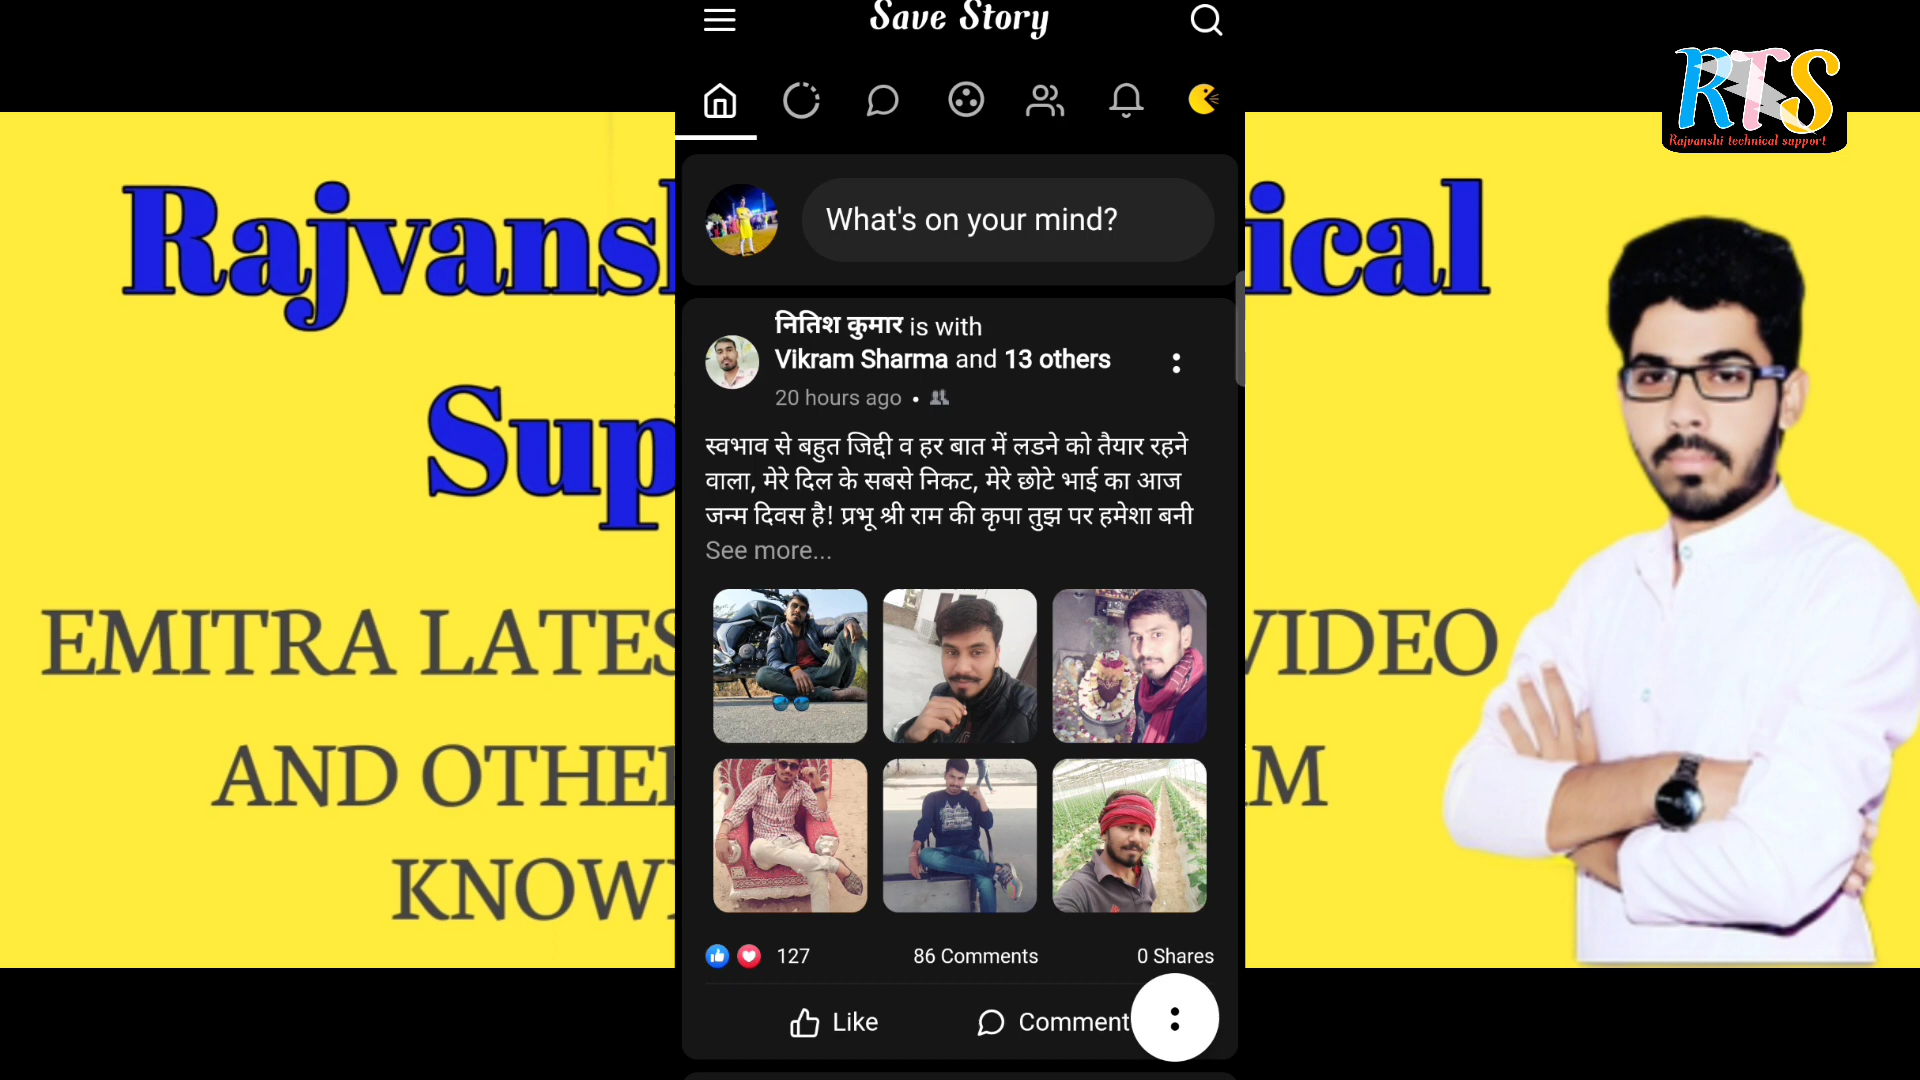 Save Story
RTS
Rajvanshi technical support
What's on your mind?
नितिश कुमार is with
Vikram Sharma and 13 others
20 hours ago
स्वभाव से बहुत जिद्दी व हर बात में लडने को तैयार रहने
वाला, मेरे दिल के सबसे निकट, मेरे छोटे भाई का आज
जन्म दिवस है! प्रभू श्री राम की कृपा तुझ पर हमेशा बनी
See more...
127 86 Comments 0 Shares
Like Comment
Rajvans ical
Sup
EMITRA LATES VIDEO
AND OTHE M
KNOW